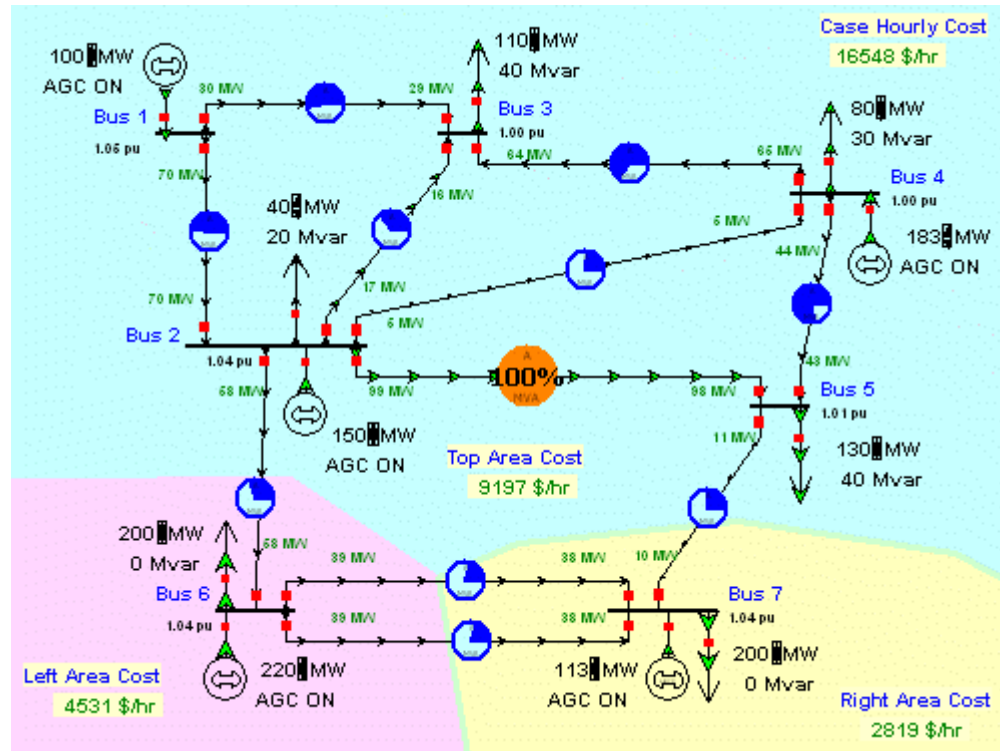 Case Hourly Cost
16548 $/hr
100 MW
AGC ON
110 MW
40 Mvar
80 MW
30 Mvar
30 MW
29 MW
Bus 3
1.00 pu
Bus 1
1.05 pu
64 MW
65 MW
Bus 4
1.00 pu
70 MW
16 MW
40 MW
20 Mvar
5 MW
44 MW
183 MW
AGC ON
17 MW
70 MW
5 MW
Bus 2
1.04 pu
A
100%
MVA
43 MW
58 MW
99 MW
98 MW
Bus 5
1.01 pu
11 MW
150 MW
AGC ON
Top Area Cost
9197 $/hr
130 MW
40 Mvar
200 MW
0 Mvar
58 MW
39 MW
38 MW
10 MW
Bus 6
1.04 pu
Bus 7
1.04 pu
39 MW
38 MW
Left Area Cost
4531 $/hr
220 MW
AGC ON
113 MW
AGC ON
200 MW
0 Mvar
Right Area Cost
2819 $/hr